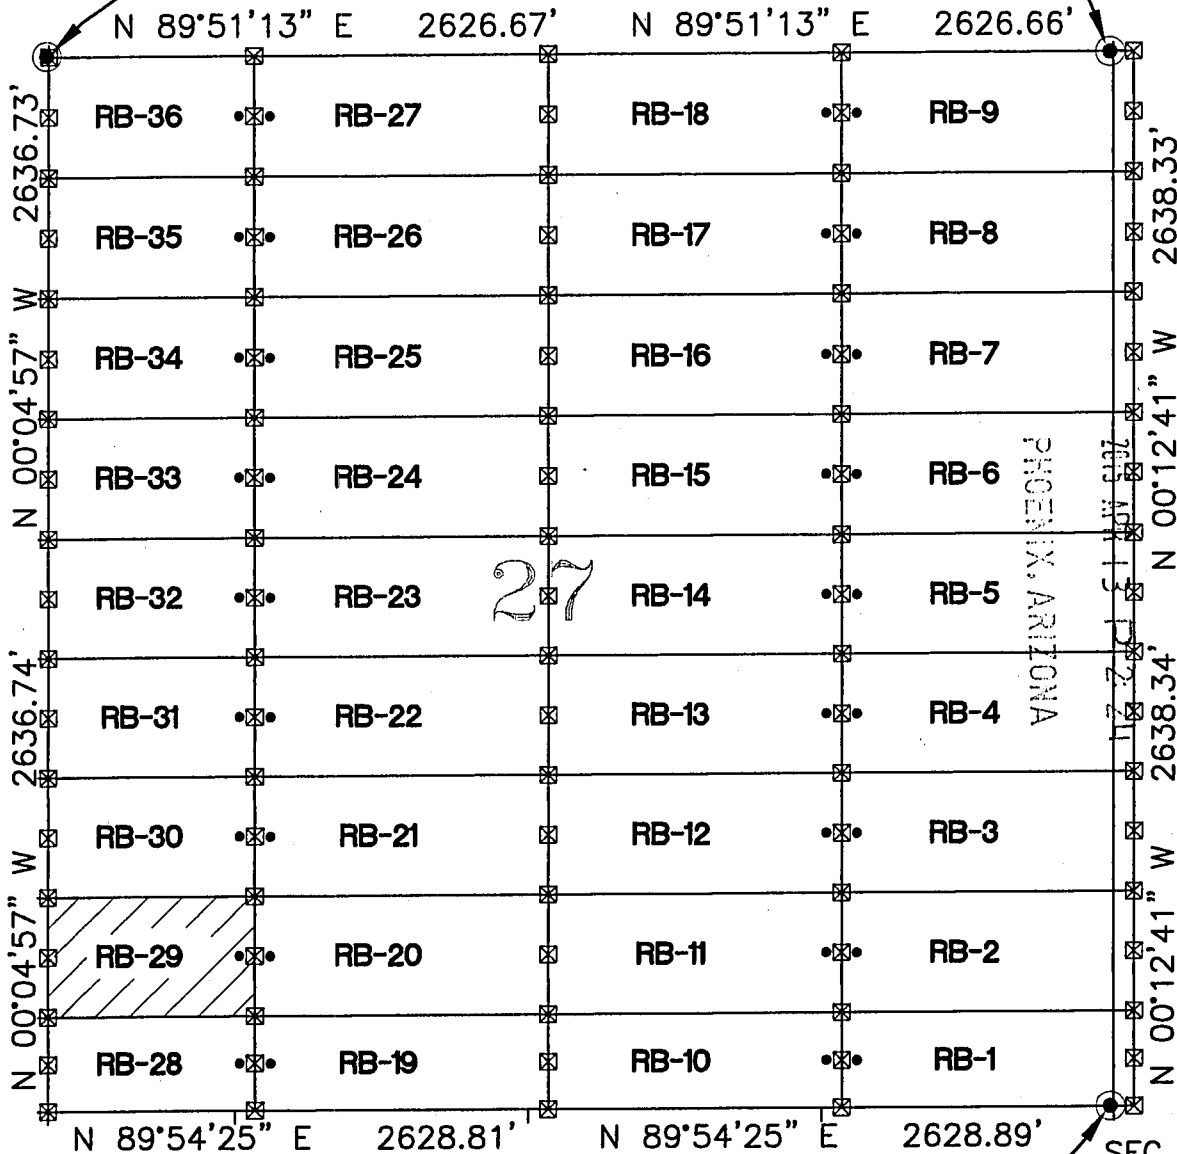 N 89°51'13" E 2626.67' N 89°51'13" E 2626.66'
2636.73'
N 00°04'57" W
2636.74'
N 00°04'57" W
RB-36 RB-27 RB-18 RB-9
RB-35 RB-26 RB-17 RB-8
RB-34 RB-25 RB-16 RB-7
RB-33 RB-24 RB-15 RB-6
RB-32 RB-23 27 RB-14 RB-5
RB-31 RB-22 RB-13 RB-4
RB-30 RB-21 RB-12 RB-3
RB-29 RB-20 RB-11 RB-2
RB-28 RB-19 RB-10 RB-1
2638.33'
N 00°12'41" W
2638.34'
N 00°12'41" W
PHOENIX, ARIZONA
13 P 2:24
N 89°54'25" E 2628.81' N 89°54'25" E 2628.89'
SEC